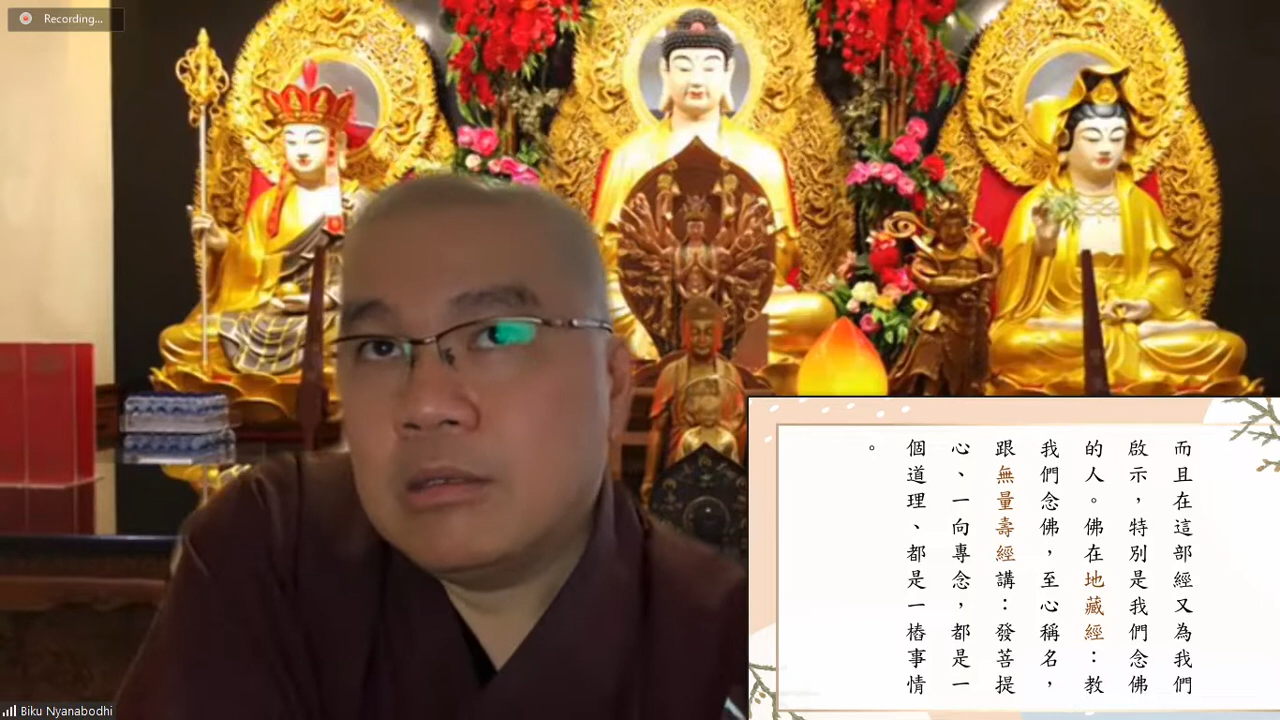 Recording...
而且在這部經又為我們
啟示，特別是我們念佛
的人。佛在地藏經：教
我們念佛，至心稱名，
跟無量壽經講：發菩提
心、一向專念，都是一
個道理、都是一樁事情
。
Biku Nyanabodhi